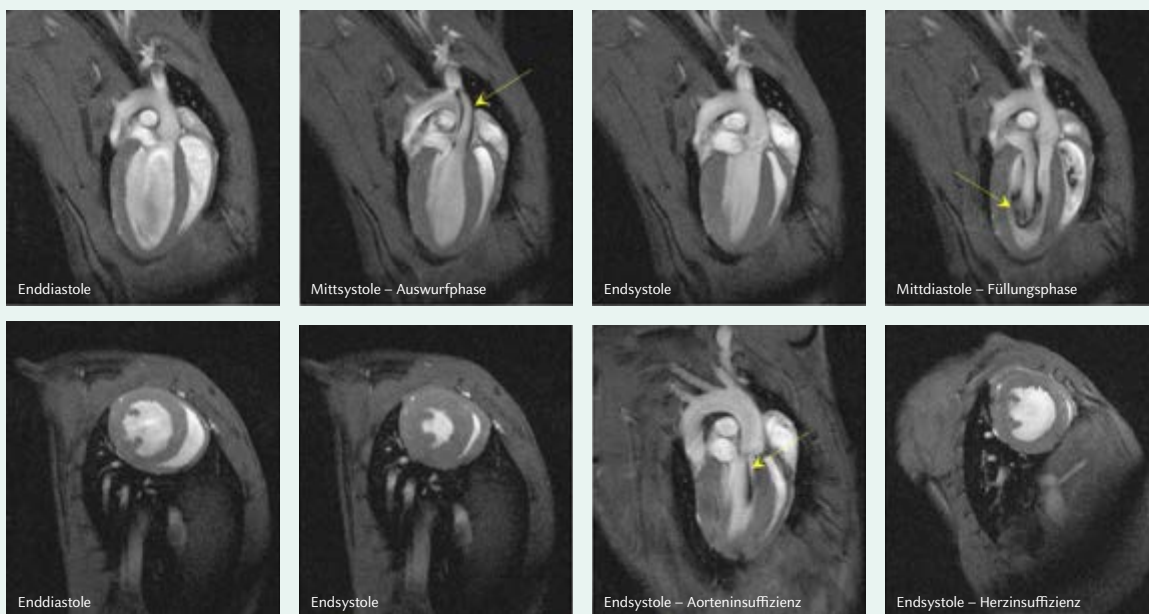 Enddiastole
Mittsystole – Auswurfphase
Endsystole
Mittdiastole – Füllungsphase
Enddiastole
Endsystole
Endsystole – Aorteninsuffizienz
Endsystole – Herzinsuffizienz